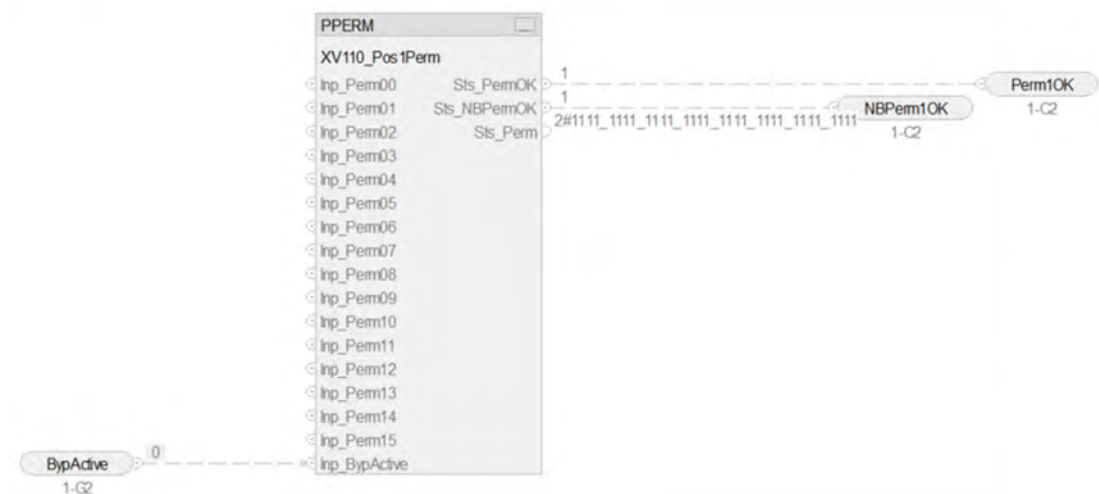 PPERM
XV110_Pos1Perm
Inp_Perm00 Sts_PermOK 1 Perm1OK
1-C2
Inp_Perm01 Sts_NBPermOK 1 NBPerm1OK
1-C2
Inp_Perm02 Sts_Perm 2#1111_1111_1111_1111_1111_1111_1111_1111
Inp_Perm03
Inp_Perm04
Inp_Perm05
Inp_Perm06
Inp_Perm07
Inp_Perm08
Inp_Perm09
Inp_Perm10
Inp_Perm11
Inp_Perm12
Inp_Perm13
Inp_Perm14
Inp_Perm15
BypActive 0 Inp_BypActive
1-G2